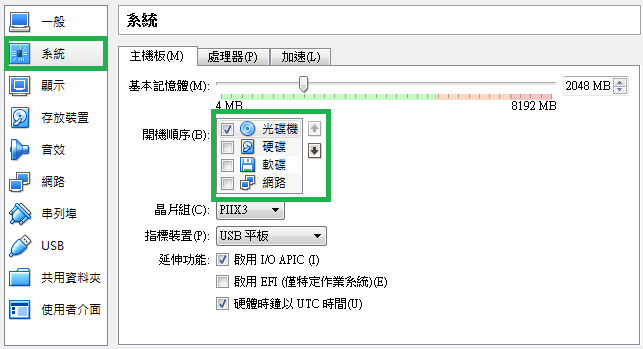 一般
系統
顯示
存放裝置
音效
網路
串列埠
USB
共用資料夾
使用者介面
系統
主機板(M) 處理器(P) 加速(L)
基本記憶體(M): 2048 MB
4 MB 8192 MB
開機順序(B): 光碟機
硬碟
軟碟
網路
晶片組(C): PIIX3
指標裝置(P): USB 平板
延伸功能: 啟用 I/O APIC (I)
啟用 EFI (僅特定作業系統)(E)
硬體時鐘以 UTC 時間(U)